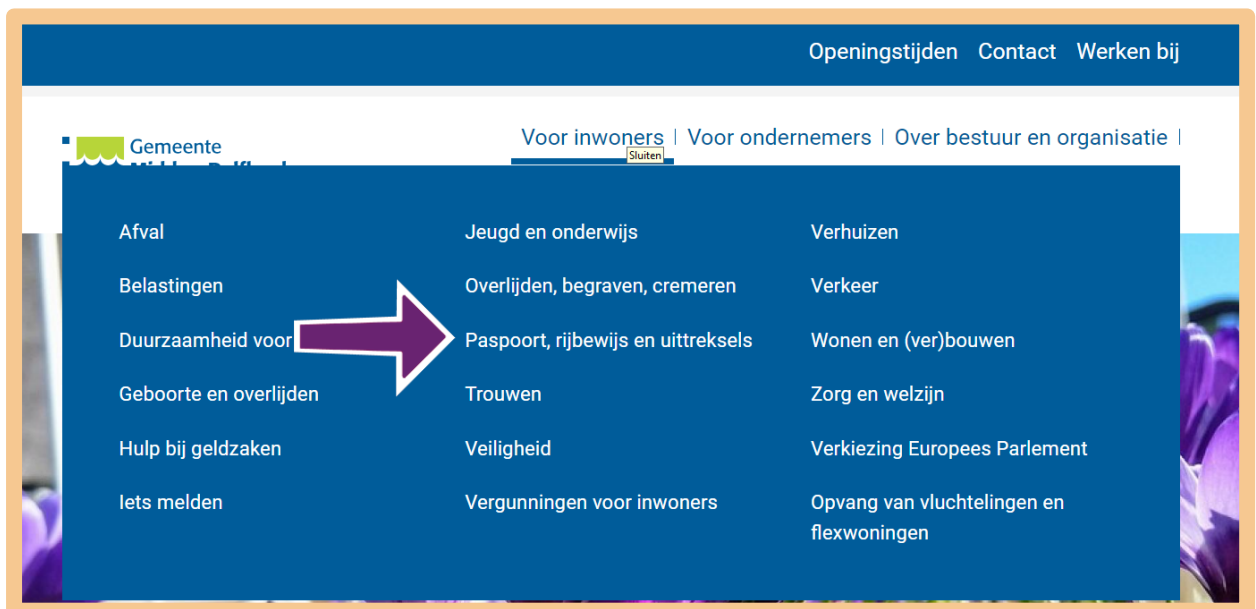 Openingstijden Contact Werken bij
Gemeente
Voor inwoners | Voor ondernemers | Over bestuur en organisatie |
Sluiten
Afval
Belastingen
Duurzaamheid voor
Geboorte en overlijden
Hulp bij geldzaken
Iets melden
Jeugd en onderwijs
Overlijden, begraven, cremeren
Paspoort, rijbewijs en uittreksels
Trouwen
Veiligheid
Vergunningen voor inwoners
Verhuizen
Verkeer
Wonen en (ver)bouwen
Zorg en welzijn
Verkiezing Europees Parlement
Opvang van vluchtelingen en
flexwoningen